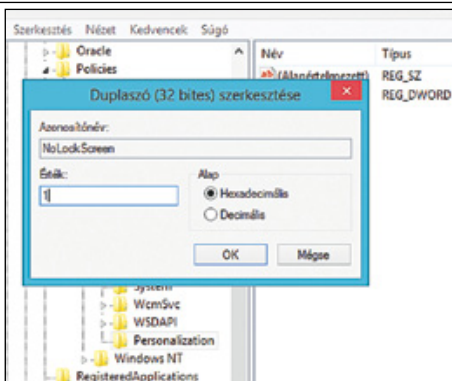 Szerkesztés Nézet Kedvencek Súgó
Oracle
Policies
Név Típus
(Alapértelmezett) REG_SZ
REG_DWORD
Duplaszó (32 bites) szerkesztése
Azonosítónév:
NoLockScreen
Érték:
1
Alap
Hexadecimális
Decimális
OK Mégse
System
WcmSvc
WSDAPI
Personalization
Windows NT
RegisteredApplications